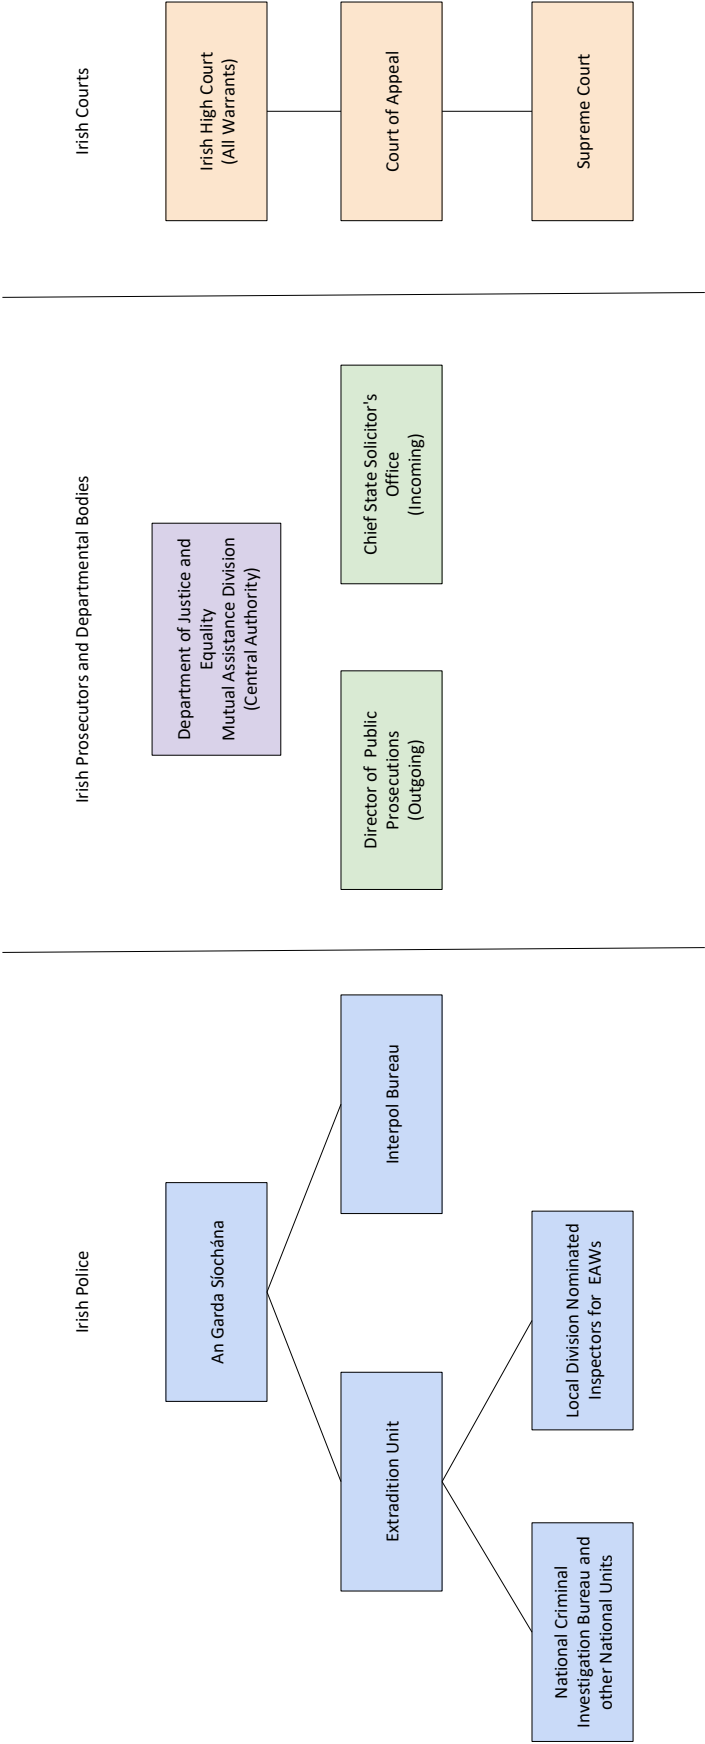 Irish Police
An Garda Síochána
Extradition Unit
Interpol Bureau
National Criminal
Investigation Bureau and
other National Units
Local Division Nominated
Inspectors for EAWs
Irish Prosecutors and Departmental Bodies
Department of Justice and
Equality
Mutual Assistance Division
(Central Authority)
Director of Public
Prosecutions
(Outgoing)
Chief State Solicitor's
Office
(Incoming)
Irish Courts
Irish High Court
(All Warrants)
Court of Appeal
Supreme Court